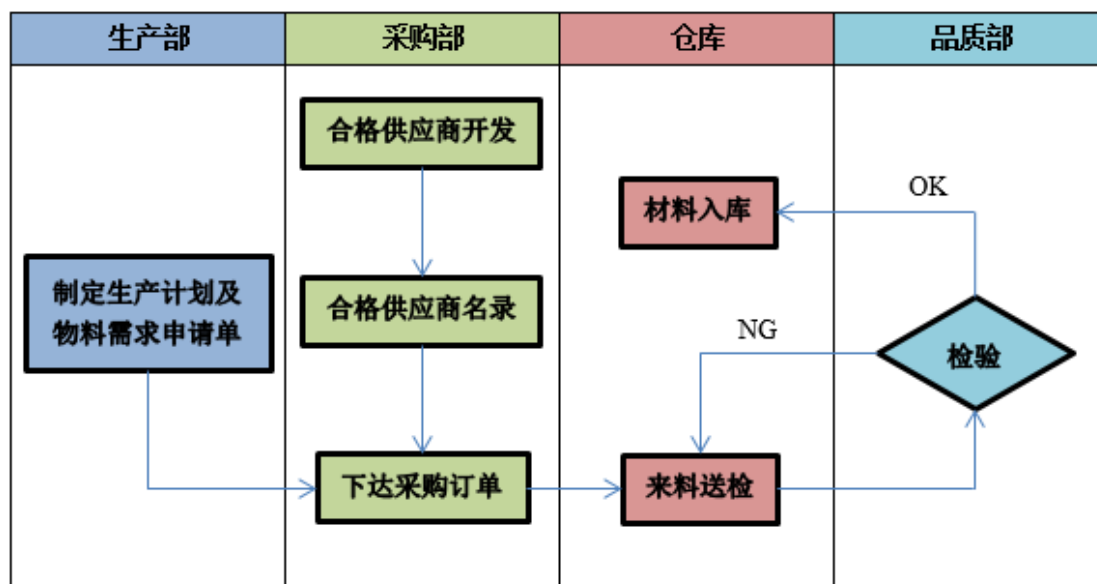 生产部
采购部
仓库
品质部
合格供应商开发
材料入库
OK
制定生产计划及
物料需求申请单
合格供应商名录
NG
检验
下达采购订单
来料送检